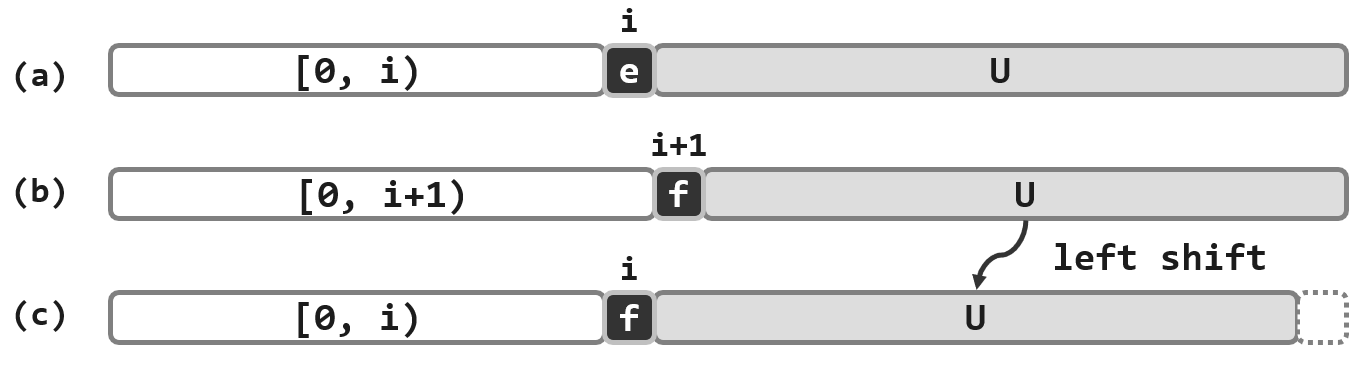 i
(a) [0, i) e U
i+1
(b) [0, i+1) f U
left shift
i
(c) [0, i) f U